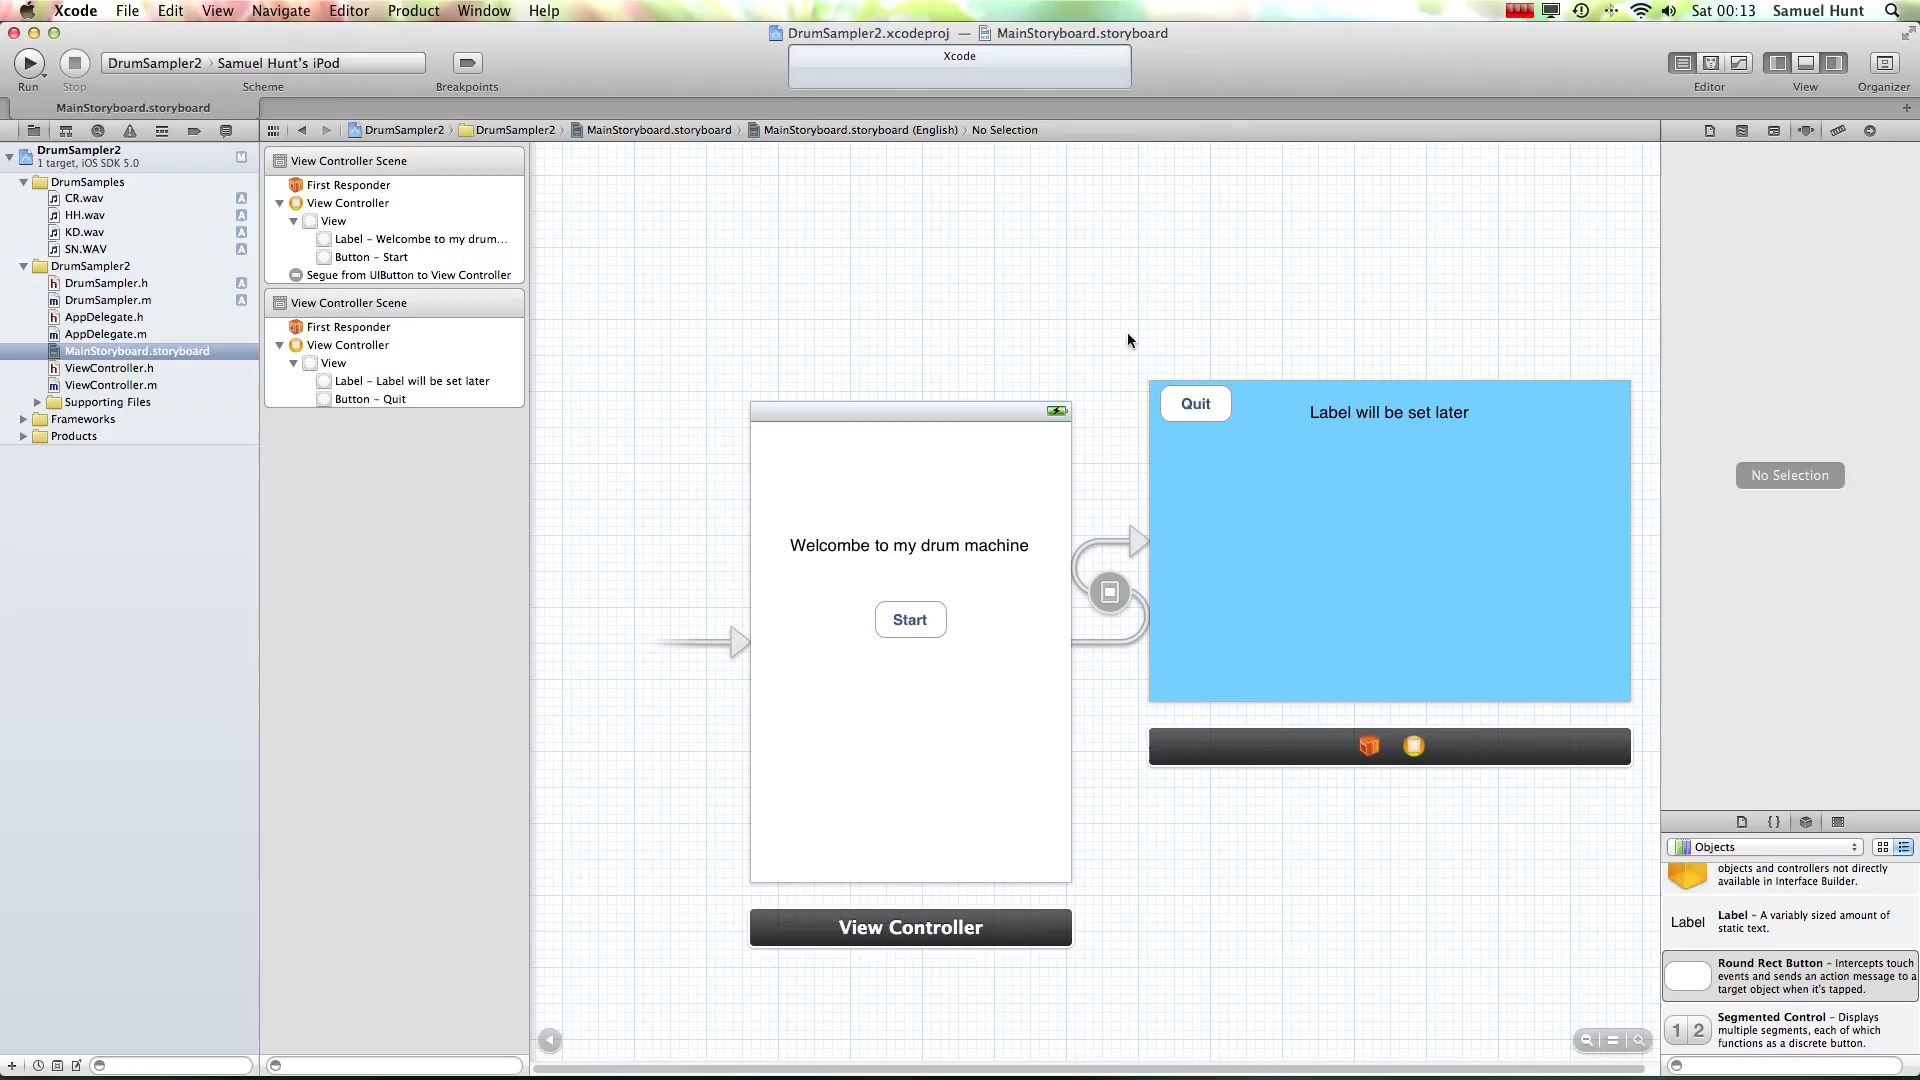 Xcode File Edit View Navigate Editor Product Window Help Sat 00:13 Samuel Hunt
DrumSampler2.xcodeproj — MainStoryboard.storyboard
DrumSampler2 Samuel Hunt's iPod
Xcode
Run Stop Scheme Breakpoints Editor View Organizer
MainStoryboard.storyboard
DrumSampler2 DrumSampler2 MainStoryboard.storyboard MainStoryboard.storyboard (English) No Selection
DrumSampler2 M
1 target, iOS SDK 5.0
DrumSamples
CR.wav A
HH.wav A
KD.wav A
SN.WAV A
DrumSampler2
DrumSampler.h A
DrumSampler.m A
AppDelegate.h
AppDelegate.m
MainStoryboard.storyboard
ViewController.h
ViewController.m
Supporting Files
Frameworks
Products
View Controller Scene
First Responder
View Controller
View
Label – Welcombe to my drum...
Button – Start
Segue from UIButton to View Controller
View Controller Scene
First Responder
View Controller
View
Label – Label will be set later
Button – Quit
Welcombe to my drum machine
Start
View Controller
Quit
Label will be set later
No Selection
Objects
objects and controllers not directly
available in Interface Builder.
Label
Label – A variably sized amount of
static text.
Round Rect Button – Intercepts touch
events and sends an action message to a
target object when it's tapped.
1 2
Segmented Control – Displays
multiple segments, each of which
functions as a discrete button.